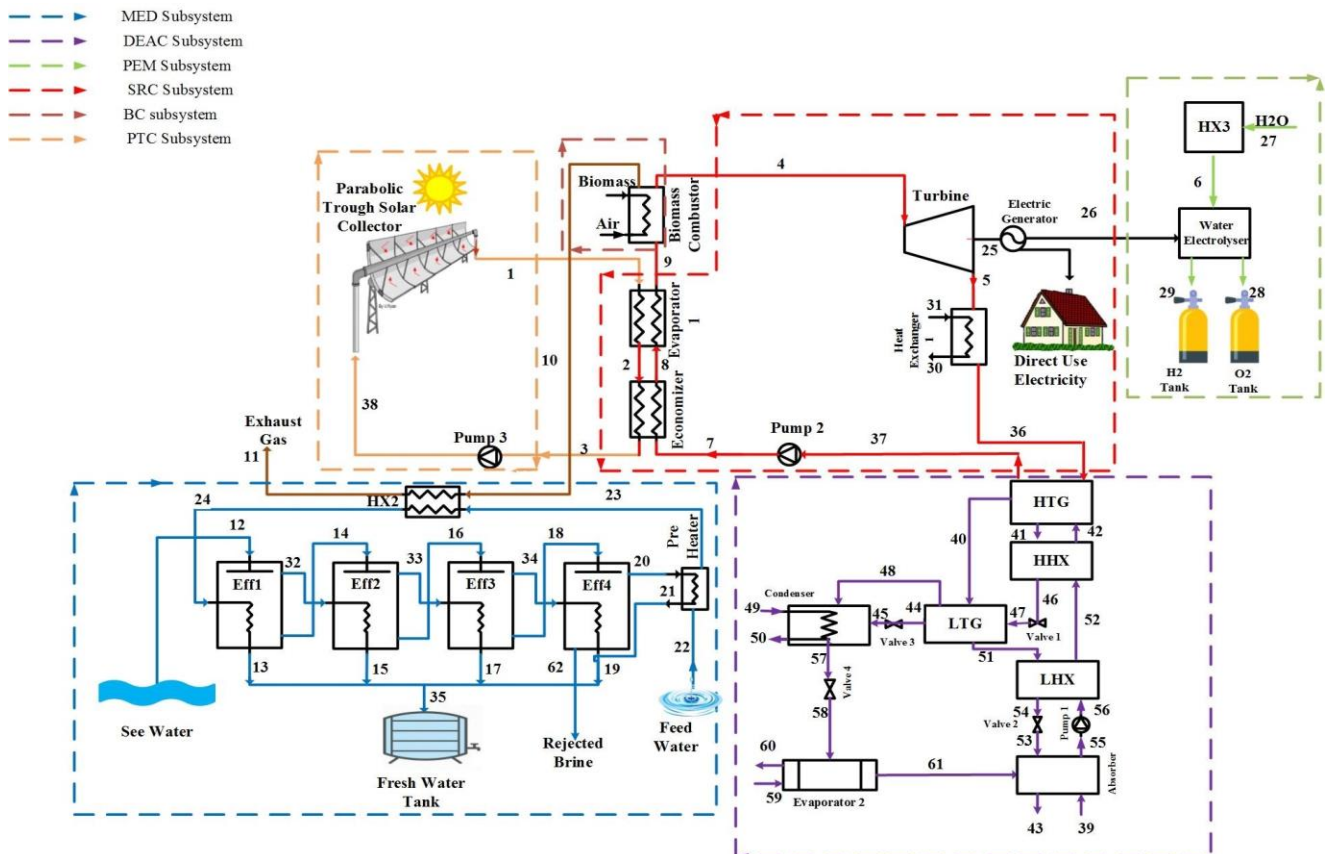 MED Subsystem
DEAC Subsystem
PEM Subsystem
SRC Subsystem
BC subsystem
PTC Subsystem
Parabolic
Trough Solar
Collector
1
38
Pump 3
3
10
Exhaust
Gas
11
Biomass
Air
Biomass
Combustor
9
Evaporator
1
2
8
Economizer
7
Pump 2
37
4
Turbine
25
Electric
Generator
26
5
31
Heat
Exchanger
1
30
36
Direct Use
Electricity
HX3
H2O
27
6
Water
Electrolyser
29
28
H2
Tank
O2
Tank
24
HX2
23
12
14
16
18
Pre
Heater
Eff1
32
Eff2
33
Eff3
34
Eff4
20
21
13
15
17
62
19
22
35
See Water
Fresh Water
Tank
Rejected
Brine
Feed
Water
HTG
40
41
42
HHX
48
Condenser
49
50
45
44
Valve 3
LTG
47
46
Valve 1
52
51
57
Valve 4
58
LHX
54
Valve 2
53
56
Pump 1
55
60
59
Evaporator 2
61
Absorber
43
39